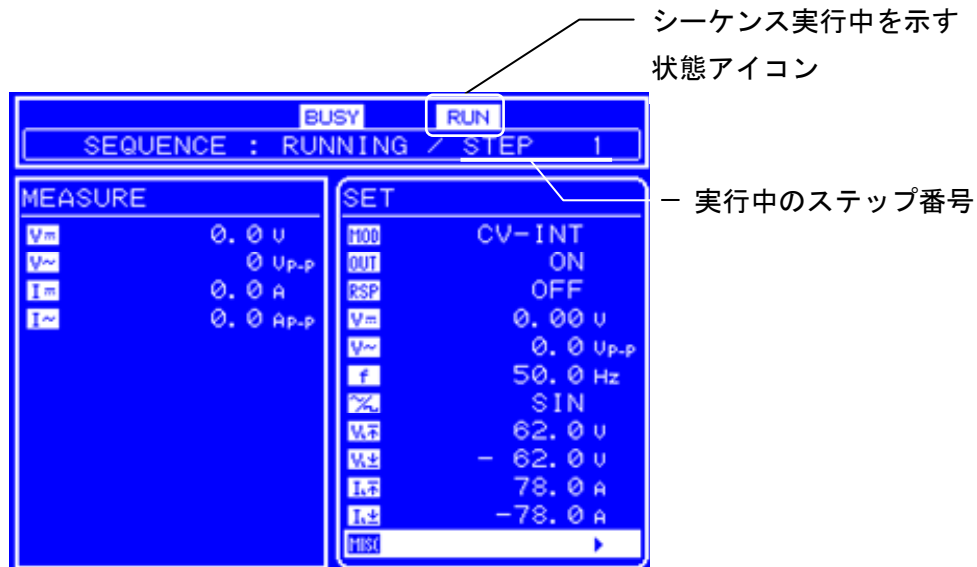 シーケンス実行中を示す
状態アイコン
BUSY RUN
SEQUENCE : RUNNING / STEP 1
実行中のステップ番号
MEASURE
V 0.0 V
V~ 0 Vp-p
I 0.0 A
I~ 0.0 Ap-p
SET
MOD CV-INT
OUT ON
RSP OFF
V 0.00 V
V~ 0.0 Vp-p
f 50.0 Hz
SIN
62.0 V
- 62.0 V
78.0 A
-78.0 A
MISC